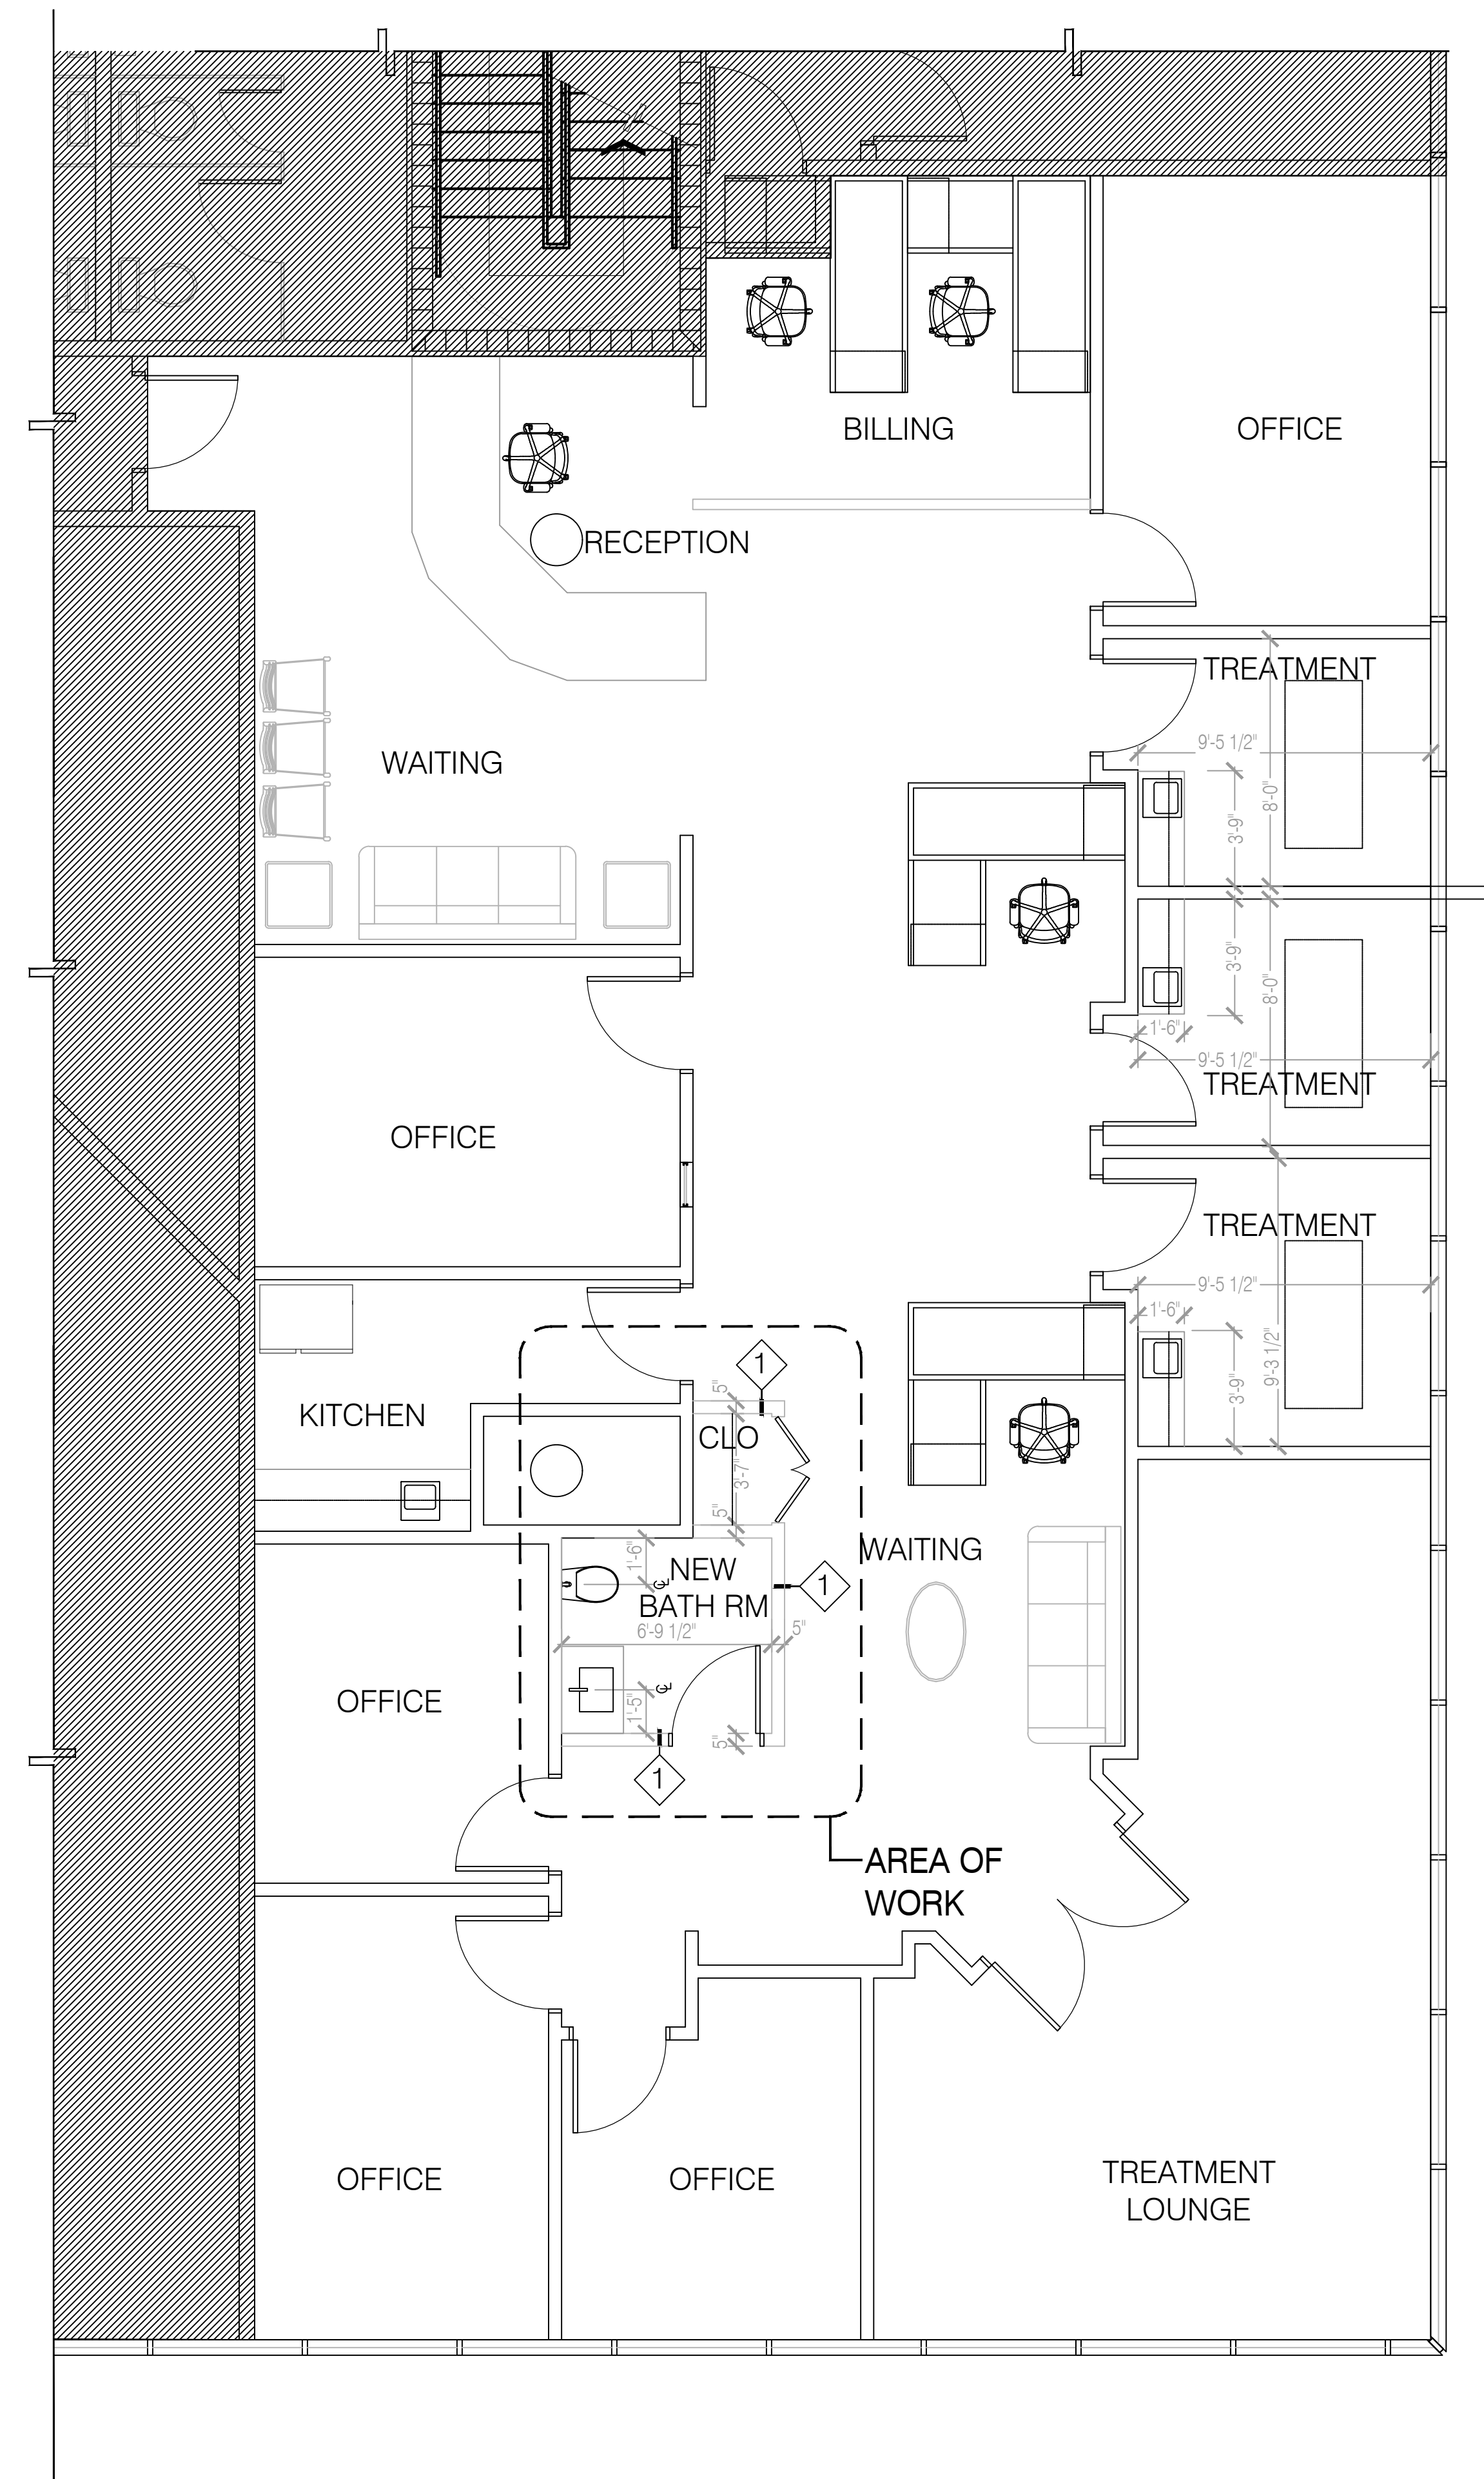 BILLING
OFFICE
RECEPTION
TREATMENT
9'-5 1/2"
WAITING
3'-9"
8'-0"
3'-9"
8'-0"
1'-6"
9'-5 1/2"
TREATMENT
OFFICE
TREATMENT
9'-5 1/2"
1'-6"
3'-9"
9'-3 1/2"
1
5"
KITCHEN
CLO
3'-7"
5"
WAITING
1'-6"
NEW
BATH RM
1
6'-9 1/2"
5"
OFFICE
1'-5"
5"
1
AREA OF
WORK
OFFICE
OFFICE
TREATMENT
LOUNGE